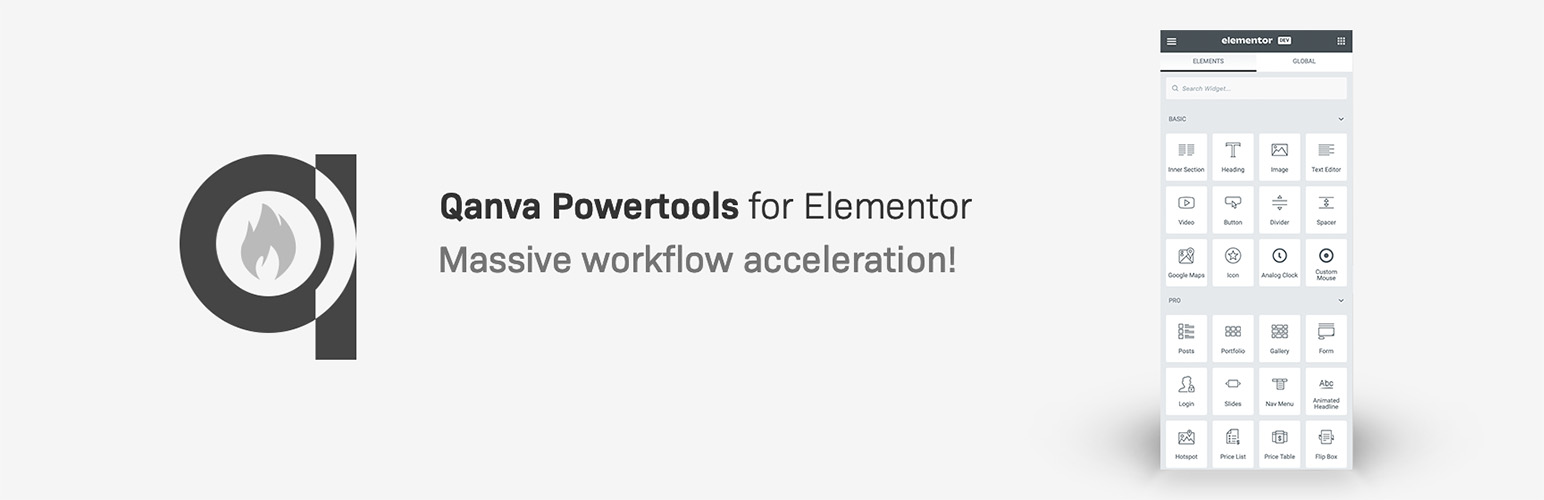 Qanva Powertools for Elementor
Massive workflow acceleration!
elementor DEV
ELEMENTS GLOBAL
Search Widget...
BASIC
Inner Section Heading Image Text Editor
Video Button Divider Spacer
Google Maps Icon Analog Clock Custom Mouse
PRO
Posts Portfolio Gallery Form
Abc
Login Slides Nav Menu Animated Headline
Hotspot Price List Price Table Flip Box